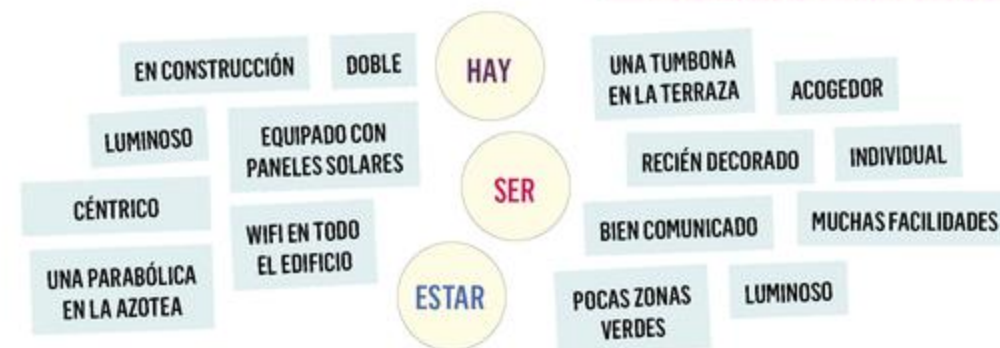 EN CONSTRUCCIÓN
DOBLE
HAY
UNA TUMBONA
EN LA TERRAZA
ACOGEDOR
LUMINOSO
EQUIPADO CON
PANELES SOLARES
RECIÉN DECORADO
INDIVIDUAL
SER
CÉNTRICO
WIFI EN TODO
EL EDIFICIO
BIEN COMUNICADO
MUCHAS FACILIDADES
UNA PARABÓLICA
EN LA AZOTEA
ESTAR
POCAS ZONAS
VERDES
LUMINOSO